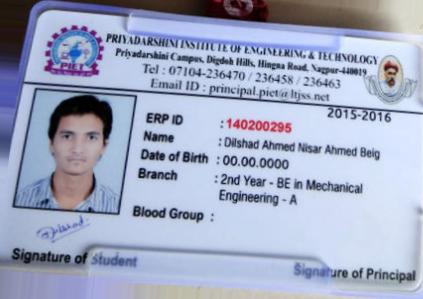 PRIYADARSHINI INSTITUTE OF ENGINEERING & TECHNOLOGY
Priyadarshini Campus, Digdoh Hills, Hingna Road, Nagpur-440019
Tel : 07104-236470 / 236458 / 236463
Email ID : principal.piet@ltjss.net
PIET
2015-2016
ERP ID : 140200295
Name : Dilshad Ahmed Nisar Ahmed Beig
Date of Birth : 00.00.0000
Branch : 2nd Year - BE in Mechanical
Engineering - A
Blood Group :
Dilshad
Signature of Student
Signature of Principal